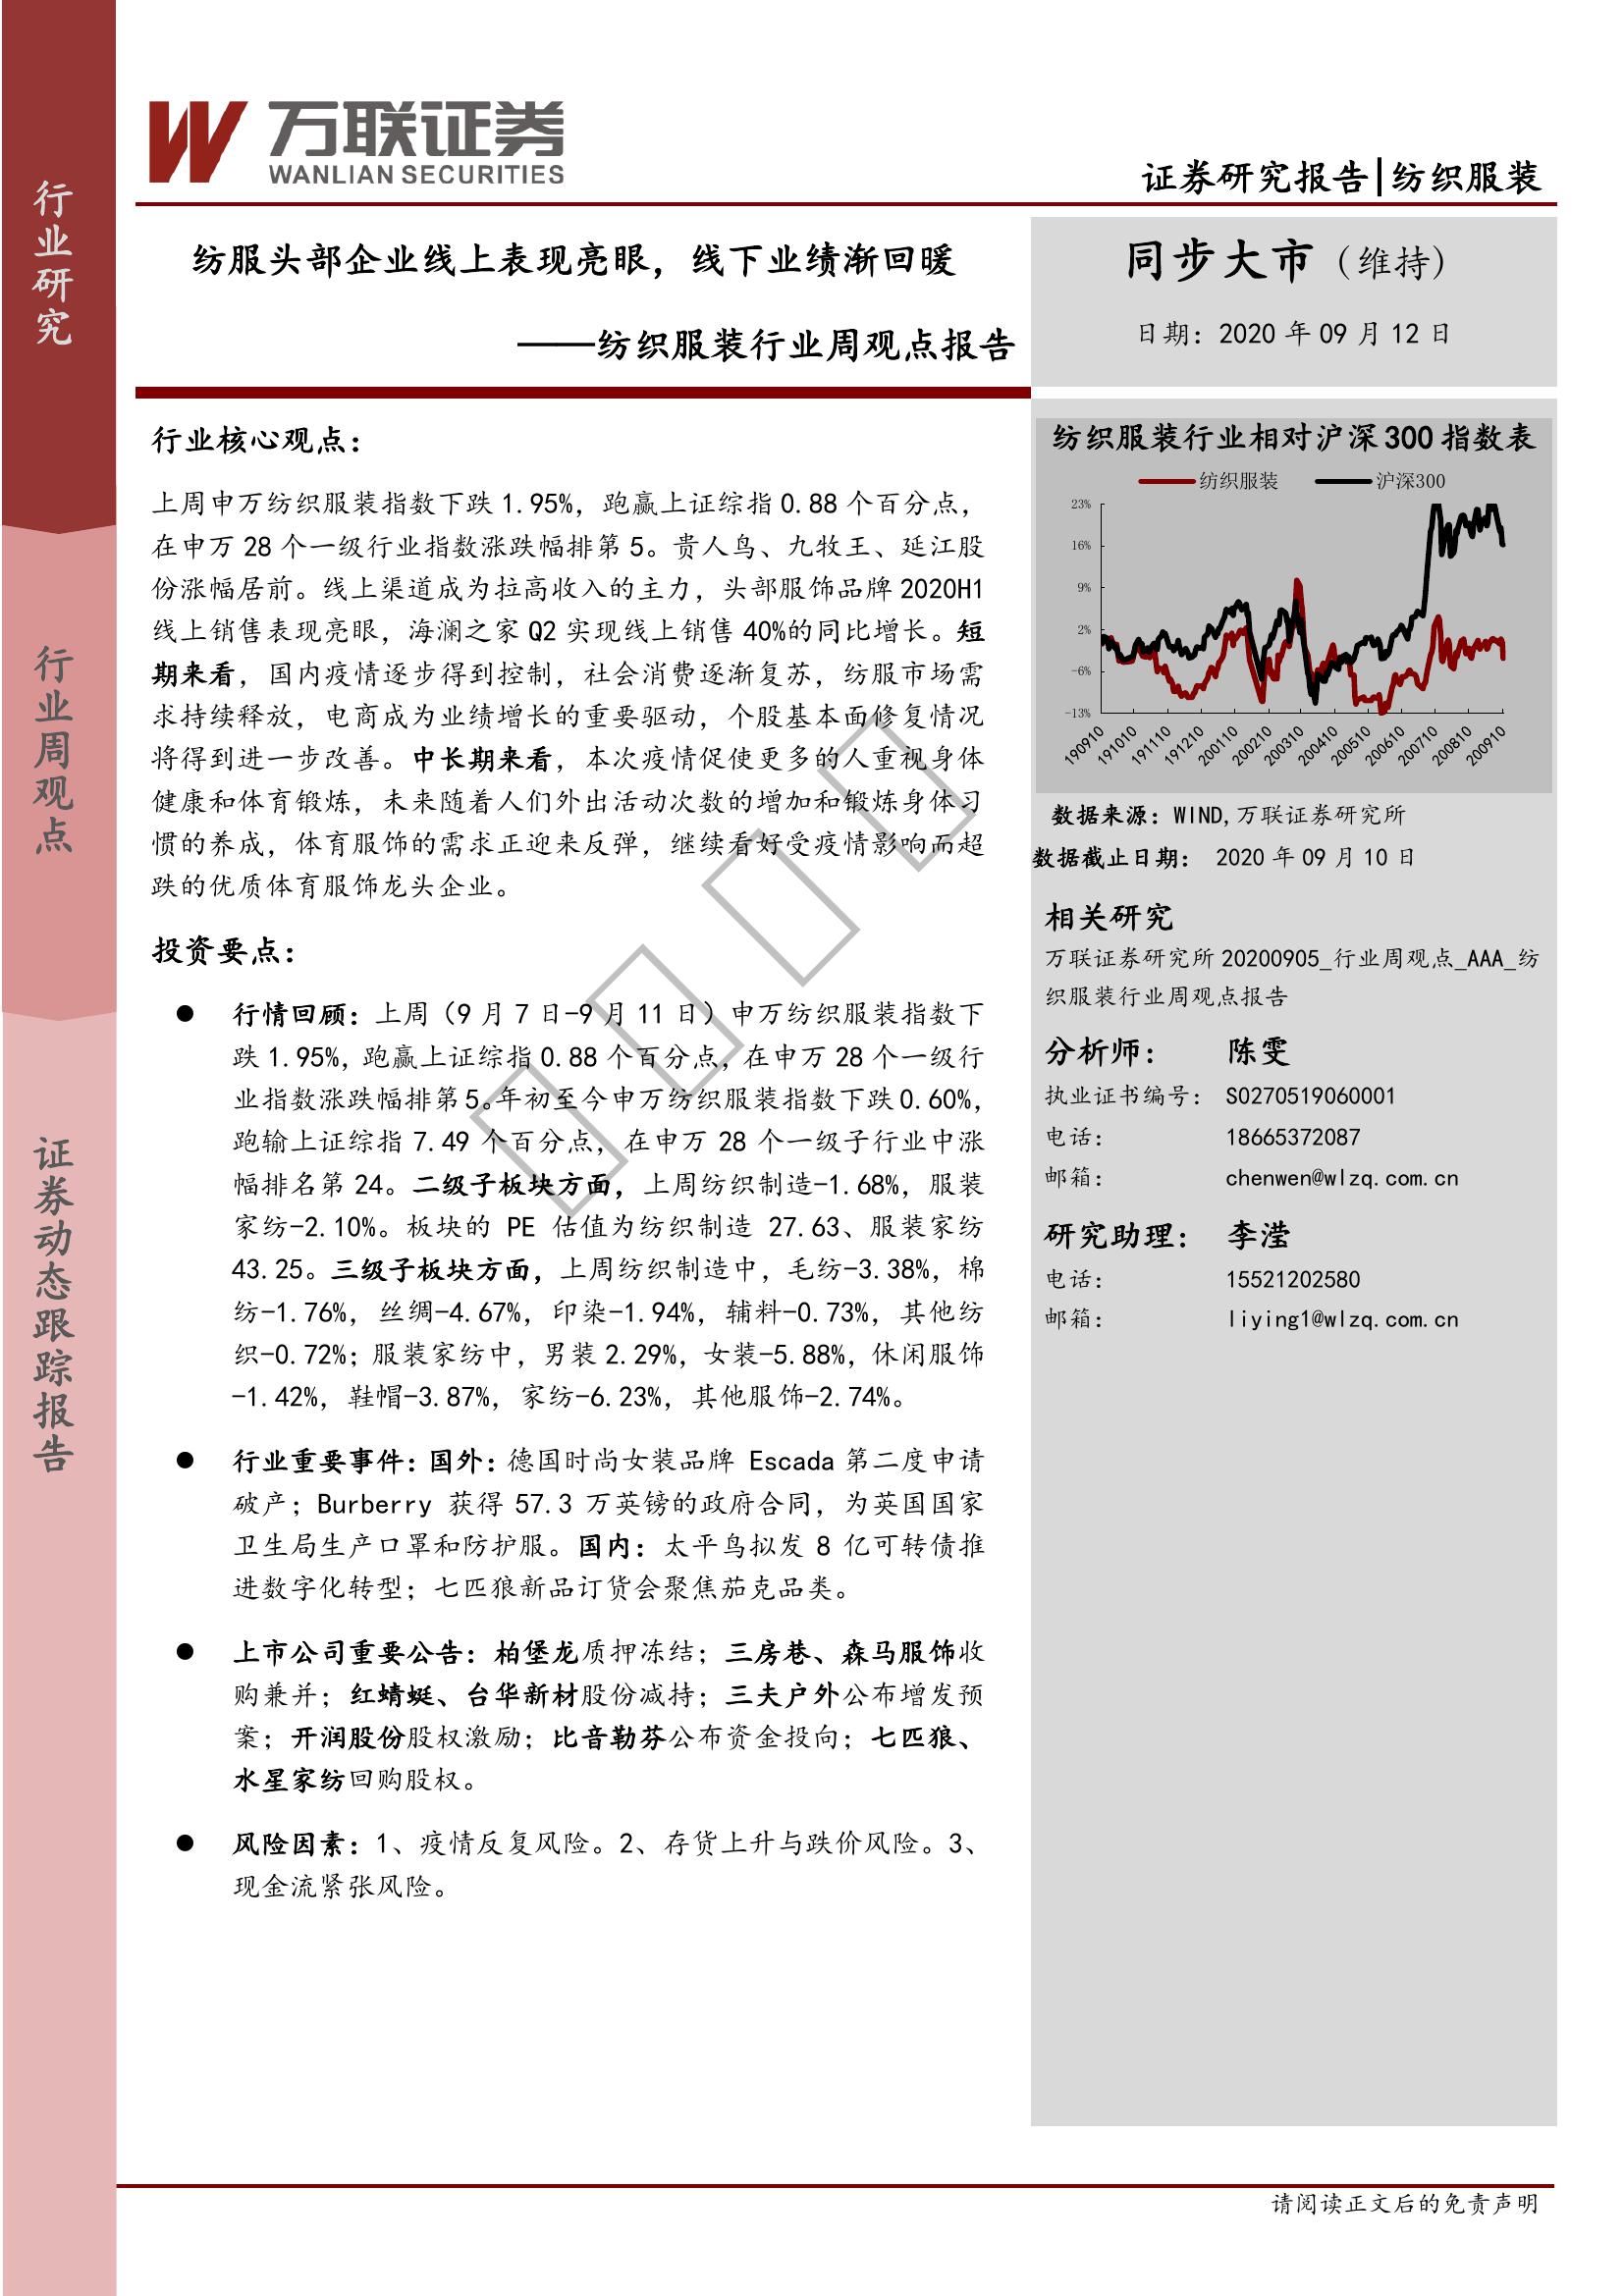 行业研究
行业周观点
证券动态跟踪报告
万联证券
WANLIAN SECURITIES
证券研究报告|纺织服装
纺服头部企业线上表现亮眼，线下业绩渐回暖
——纺织服装行业周观点报告
同步大市（维持）
日期：2020 年 09 月 12 日
行业核心观点：
上周申万纺织服装指数下跌 1.95%，跑赢上证综指 0.88 个百分点，
在申万 28 个一级行业指数涨跌幅排第 5。贵人鸟、九牧王、延江股
份涨幅居前。线上渠道成为拉高收入的主力，头部服饰品牌 2020H1
线上销售表现亮眼，海澜之家 Q2 实现线上销售 40%的同比增长。短
期来看，国内疫情逐步得到控制，社会消费逐渐复苏，纺服市场需
求持续释放，电商成为业绩增长的重要驱动，个股基本面修复情况
将得到进一步改善。中长期来看，本次疫情促使更多的人重视身体
健康和体育锻炼，未来随着人们外出活动次数的增加和锻炼身体习
惯的养成，体育服饰的需求正迎来反弹，继续看好受疫情影响而超
跌的优质体育服饰龙头企业。
投资要点：
● 行情回顾：上周（9 月 7 日-9 月 11 日）申万纺织服装指数下
跌 1.95%，跑赢上证综指 0.88 个百分点，在申万 28 个一级行
业指数涨跌幅排第 5。年初至今申万纺织服装指数下跌 0.60%，
跑输上证综指 7.49 个百分点，在申万 28 个一级子行业中涨
幅排名第 24。二级子板块方面，上周纺织制造-1.68%，服装
家纺-2.10%。板块的 PE 估值为纺织制造 27.63、服装家纺
43.25。三级子板块方面，上周纺织制造中，毛纺-3.38%，棉
纺-1.76%，丝绸-4.67%，印染-1.94%，辅料-0.73%，其他纺
织-0.72%；服装家纺中，男装 2.29%，女装-5.88%，休闲服饰
-1.42%，鞋帽-3.87%，家纺-6.23%，其他服饰-2.74%。
● 行业重要事件：国外：德国时尚女装品牌 Escada 第二度申请
破产；Burberry 获得 57.3 万英镑的政府合同，为英国国家
卫生局生产口罩和防护服。国内：太平鸟拟发 8 亿可转债推
进数字化转型；七匹狼新品订货会聚焦茄克品类。
● 上市公司重要公告：柏堡龙质押冻结；三房巷、森马服饰收
购兼并；红蜻蜓、台华新材股份减持；三夫户外公布增发预
案；开润股份股权激励；比音勒芬公布资金投向；七匹狼、
水星家纺回购股权。
● 风险因素：1、疫情反复风险。2、存货上升与跌价风险。3、
现金流紧张风险。
纺织服装行业相对沪深 300 指数表
纺织服装 沪深300
23%
16%
9%
2%
-6%
-13%
190910 191010 191110 191210 200110 200210 200310 200410 200510 200610 200710 200810 200910
数据来源：WIND,万联证券研究所
数据截止日期： 2020 年 09 月 10 日
相关研究
万联证券研究所 20200905_行业周观点_AAA_纺
织服装行业周观点报告
分析师： 陈雯
执业证书编号： S0270519060001
电话： 18665372087
邮箱： chenwen@wlzq.com.cn
研究助理： 李滢
电话： 15521202580
邮箱： liying1@wlzq.com.cn
请阅读正文后的免责声明